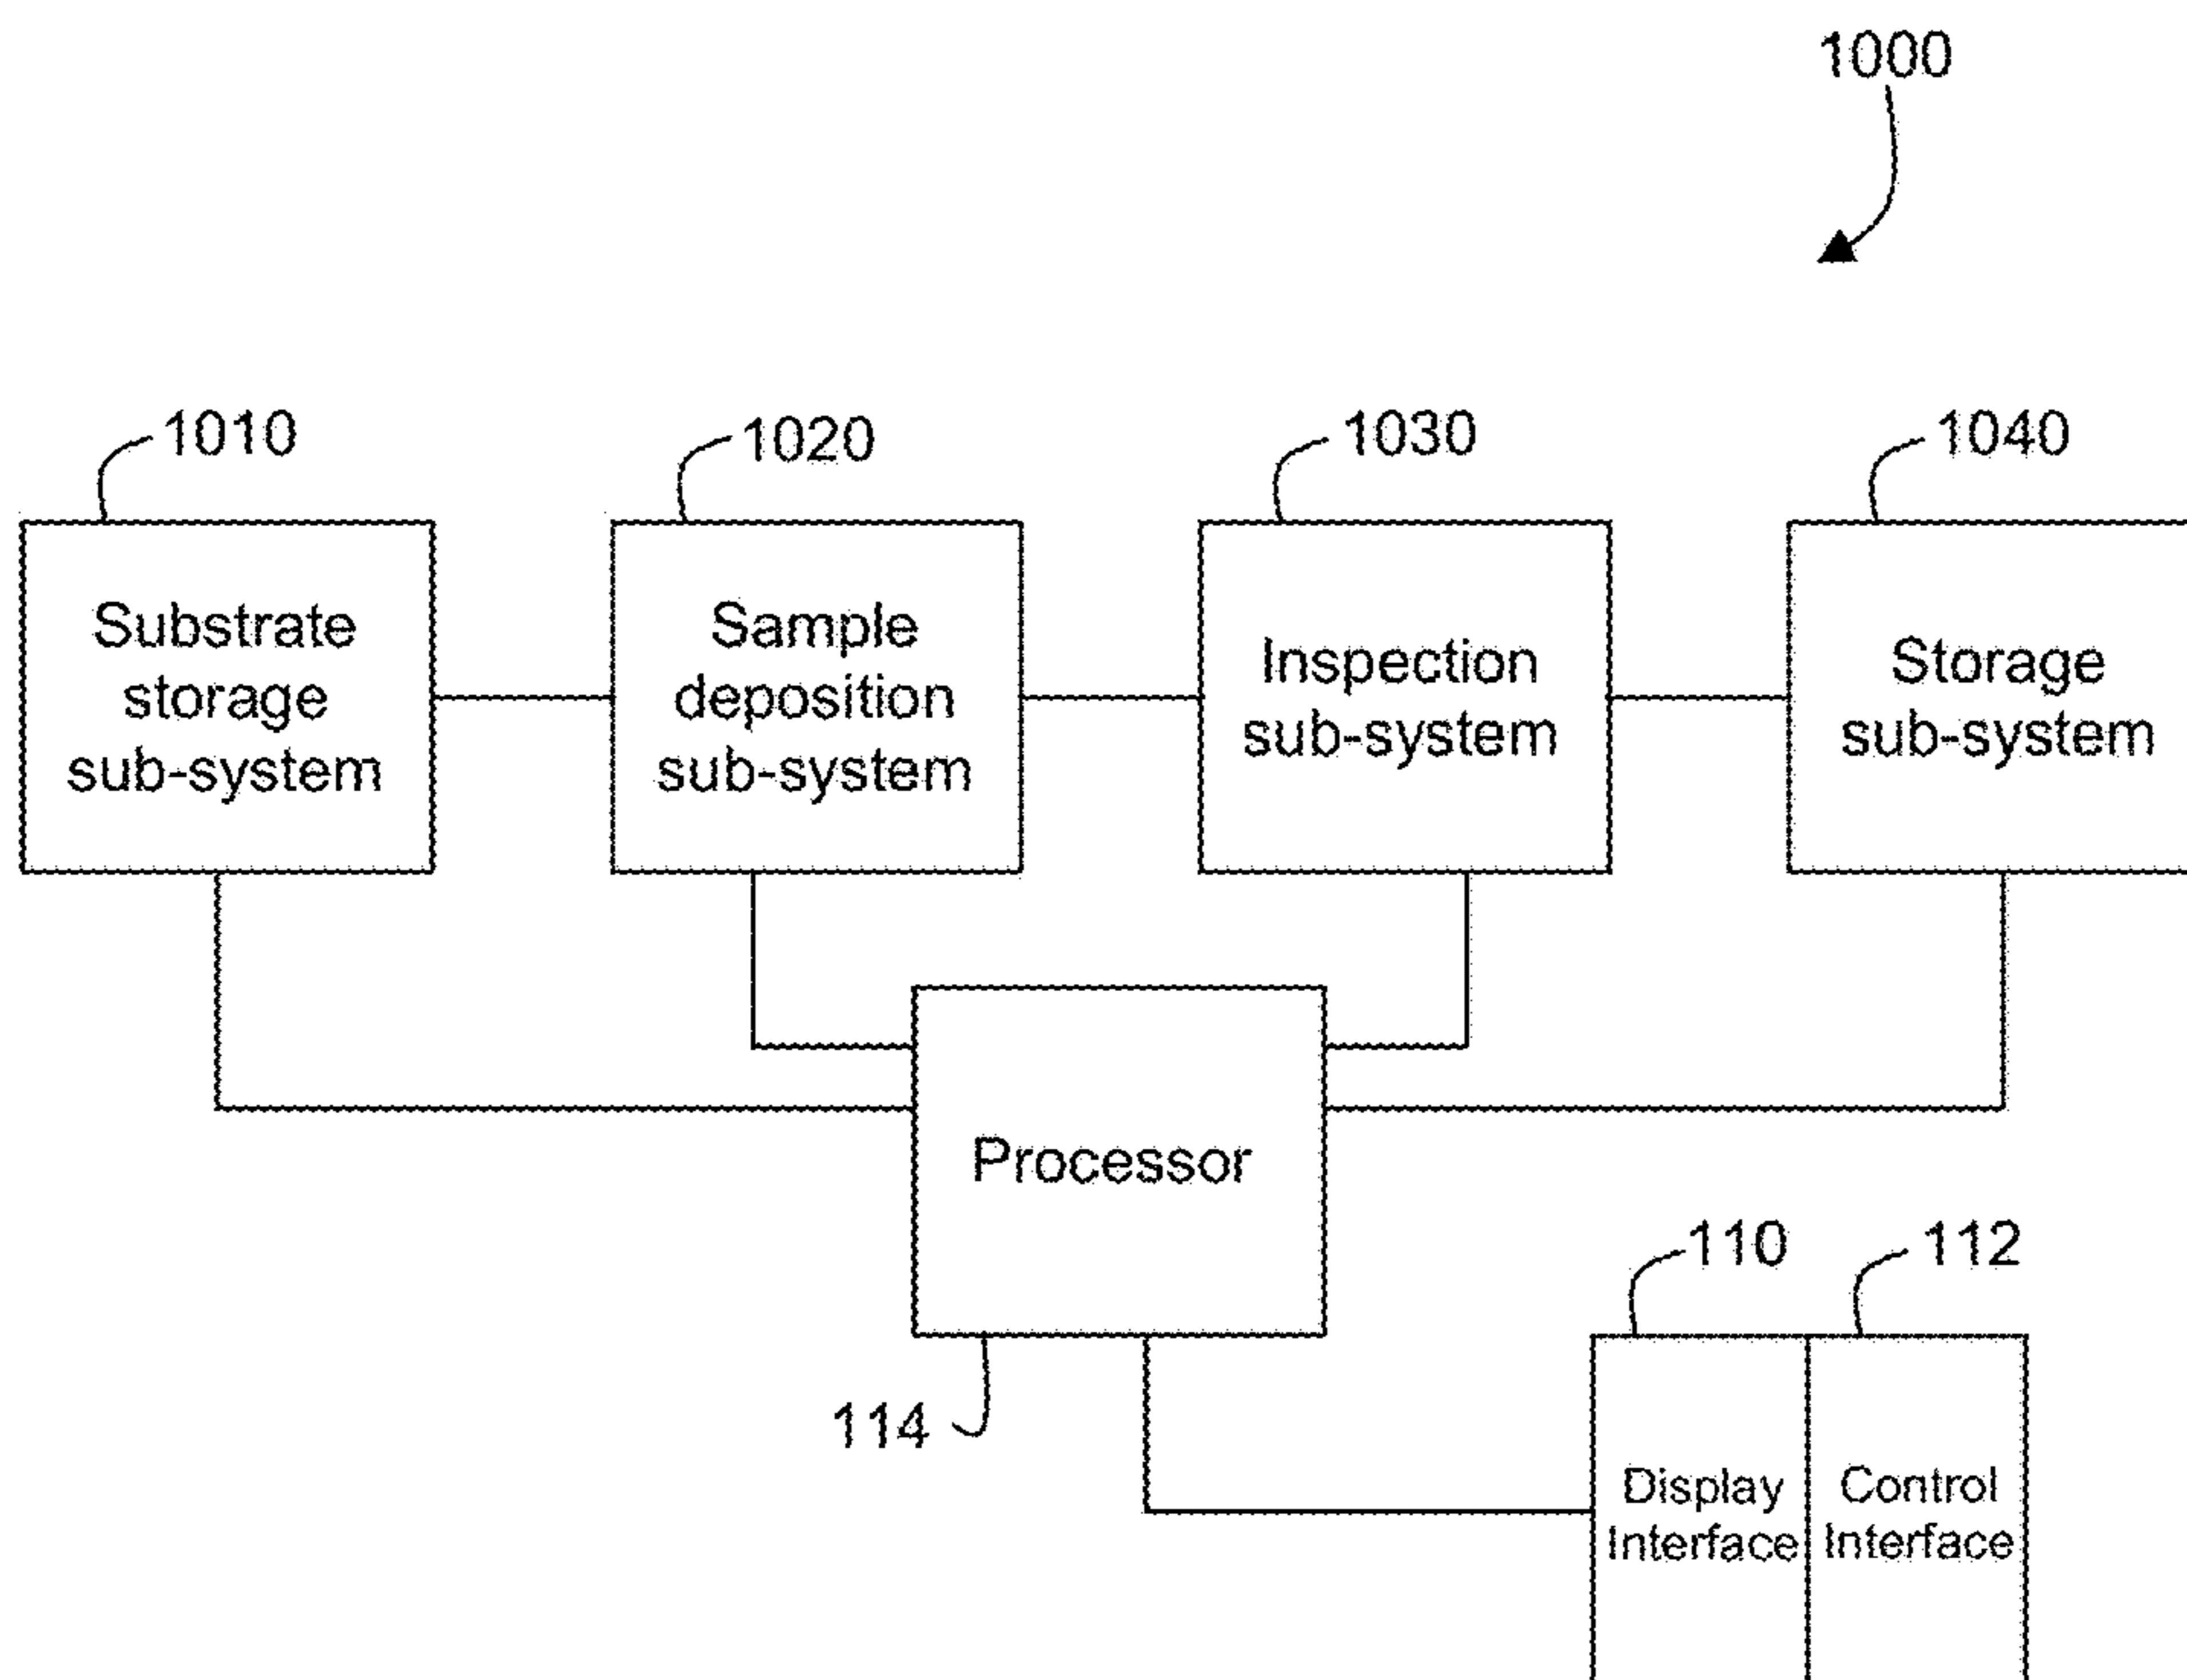 1000
1010
1020
1030
1040
Substrate
storage
sub-system
Sample
deposition
sub-system
Inspection
sub-system
Storage
sub-system
Processor
114
110
112
Display
Interface
Control
Interface